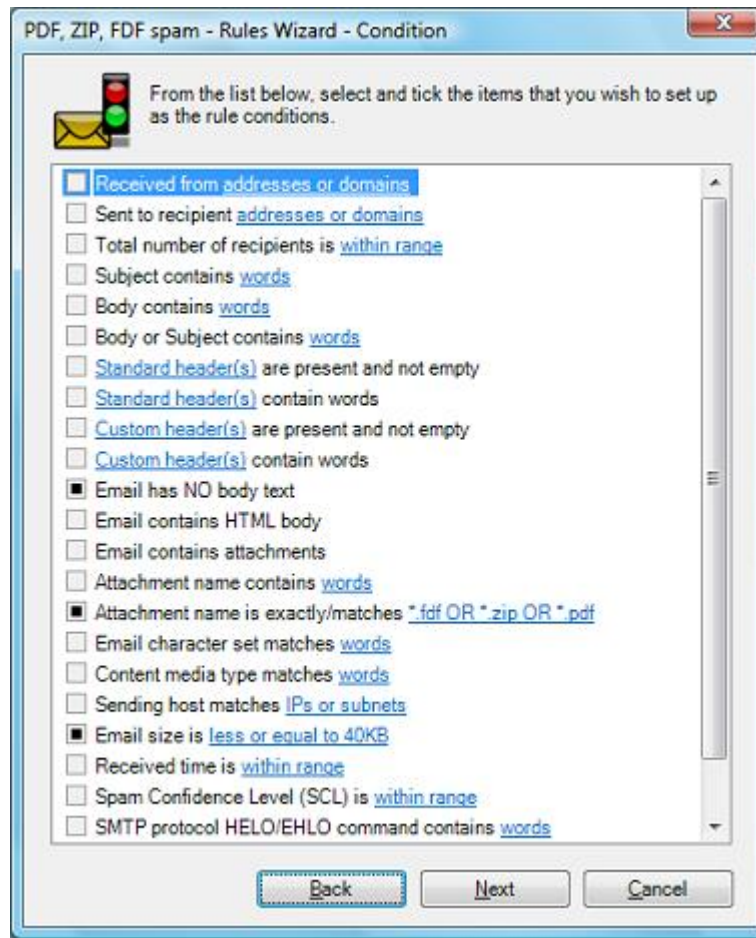 PDF, ZIP, FDF spam - Rules Wizard - Condition
From the list below, select and tick the items that you wish to set up
as the rule conditions.
Received from addresses or domains
Sent to recipient addresses or domains
Total number of recipients is within range
Subject contains words
Body contains words
Body or Subject contains words
Standard header(s) are present and not empty
Standard header(s) contain words
Custom header(s) are present and not empty
Custom header(s) contain words
Email has NO body text
Email contains HTML body
Email contains attachments
Attachment name contains words
Attachment name is exactly/matches *.fdf OR *.zip OR *.pdf
Email character set matches words
Content media type matches words
Sending host matches IPs or subnets
Email size is less or equal to 40KB
Received time is within range
Spam Confidence Level (SCL) is within range
SMTP protocol HELO/EHLO command contains words
Back Next Cancel